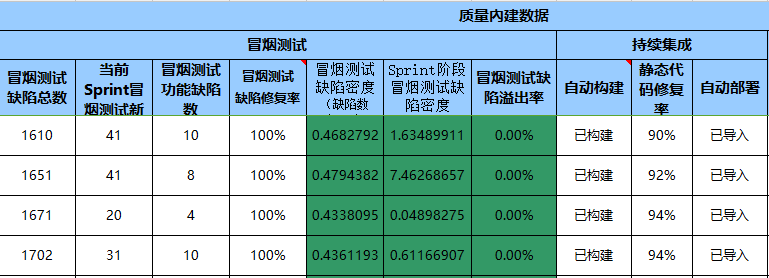 质量内建数据
冒烟测试 持续集成
冒烟测试缺陷总数 当前Sprint冒烟测试新 冒烟测试功能缺陷数 冒烟测试缺陷修复率 冒烟测试缺陷密度（缺陷数 Sprint阶段冒烟测试缺陷密度 冒烟测试缺陷溢出率 自动构建 静态代码修复率 自动部署
1610 41 10 100% 0.4682792 1.63489911 0.00% 已构建 90% 已导入
1651 41 8 100% 0.4794382 7.46268657 0.00% 已构建 92% 已导入
1671 20 4 100% 0.4338095 0.04898275 0.00% 已构建 94% 已导入
1702 31 10 100% 0.4361193 0.61166907 0.00% 已构建 94% 已导入